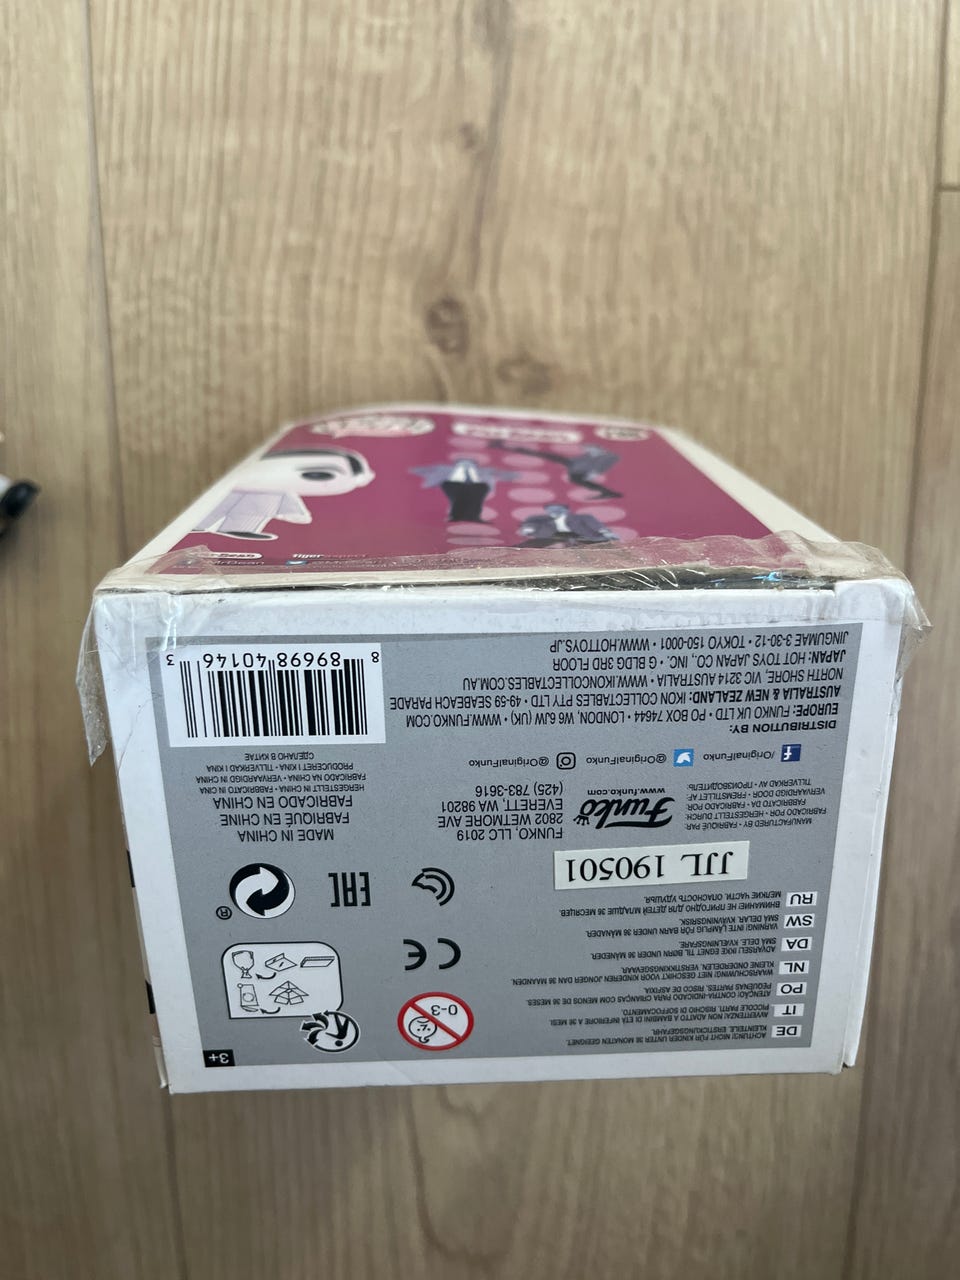 3+
DE
ACHTUNG! NICHT FÜR KINDER UNTER 36 MONATEN GEEIGNET.
KLEINTEILE. ERSTICKUNGSGEFAHR.
IT
AVVERTENZA! NON ADATTO A BAMBINI DI ETÀ INFERIORE A 36 MESI.
PICCOLE PARTI. RISCHIO DI SOFFOCAMENTO.
PO
ATENÇÃO! CONTRA-INDICADO PARA CRIANÇAS COM MENOS DE 36 MESES.
PEQUENAS PARTES. RISCO DE ASFIXIA.
NL
WAARSCHUWING! NIET GESCHIKT VOOR KINDEREN JONGER DAN 36 MAANDEN.
KLEINE ONDERDELEN. VERSTIKKINGSGEVAAR.
DA
ADVARSEL! IKKE EGNET TIL BØRN UNDER 36 MÅNEDER.
SMÅ DELE. KVÆLNINGSFARE.
SW
VARNING! INTE LÄMPLIG FÖR BARN UNDER 36 MÅNADER.
SMÅ DELAR. KVÄVNINGSRISK.
RU
ВНИМАНИЕ! НЕ ПРИГОДНО ДЛЯ ДЕТЕЙ МЛАДШЕ 36 МЕСЯЦЕВ.
МЕЛКИЕ ЧАСТИ. ОПАСНОСТЬ УДУШЬЯ.
0-3
CE
EAC
®
JJL 190501
MANUFACTURED BY • FABRIQUÉ PAR:
FABRICADO POR • HERGESTELLT DURCH:
FABBRICATO DA • FABRICADO POR:
VERVAARDIGD DOOR • FREMSTILLET AF:
TILLVERKAD AV • ПРОИЗВОДИТЕЛЬ:
Funko
www.funko.com
FUNKO, LLC 2019
2802 WETMORE AVE
EVERETT, WA 98201
(425) 783-3616
MADE IN CHINA
FABRIQUÉ EN CHINE
FABRICADO EN CHINA
HERGESTELLT IN CHINA • FABBRICATO IN CHINA
FABRICADO NA CHINA • VERVAARDIGD IN CHINA
PRODUCERET I KINA • TILLVERKAD I KINA
СДЕЛАНО В КИТАЕ
/OriginalFunko
@OriginalFunko
@OriginalFunko
DISTRIBUTION BY:
EUROPE: FUNKO UK LTD • PO BOX 74644 • LONDON, W6 6JW (UK) • WWW.FUNKO.COM
AUSTRALIA & NEW ZEALAND: IKON COLLECTABLES PTY LTD • 49-59 SEABEACH PARADE
NORTH SHORE, VIC 3214 AUSTRALIA • WWW.IKONCOLLECTABLES.COM.AU
JAPAN: HOT TOYS JAPAN CO., INC. • G BLDG 3RD FLOOR
JINGUMAE 3-30-12 • TOKYO 150-0001 • WWW.HOTTOYS.JP
8 89698 40146 3